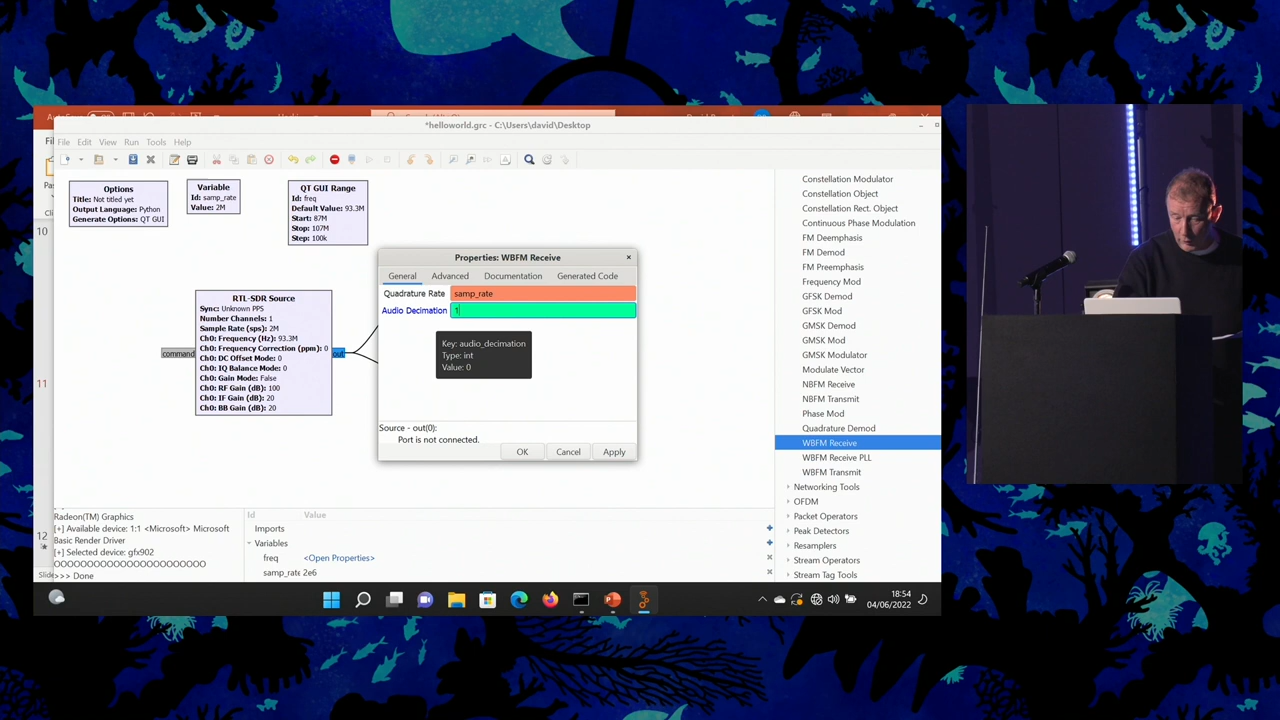 *helloworld.grc - C:\Users\david\Desktop
File Edit View Run Tools Help
Options
Title: Not titled yet
Output Language: Python
Generate Options: QT GUI
Variable
Id: samp_rate
Value: 2M
QT GUI Range
Id: freq
Default Value: 93.3M
Start: 87M
Stop: 107M
Step: 100k
RTL-SDR Source
Sync: Unknown PPS
Number Channels: 1
Sample Rate (sps): 2M
Ch0: Frequency (Hz): 93.3M
Ch0: Frequency Correction (ppm): 0
Ch0: DC Offset Mode: 0
Ch0: IQ Balance Mode: 0
Ch0: Gain Mode: False
Ch0: RF Gain (dB): 100
Ch0: IF Gain (dB): 20
Ch0: BB Gain (dB): 20
command
out
Properties: WBFM Receive
General Advanced Documentation Generated Code
Quadrature Rate samp_rate
Audio Decimation 1
Key: audio_decimation
Type: int
Value: 0
Source - out(0):
Port is not connected.
OK Cancel Apply
Constellation Modulator
Constellation Object
Constellation Rect. Object
Continuous Phase Modulation
FM Deemphasis
FM Demod
FM Preemphasis
Frequency Mod
GFSK Demod
GFSK Mod
GMSK Demod
GMSK Mod
GMSK Modulator
Modulate Vector
NBFM Receive
NBFM Transmit
Phase Mod
Quadrature Demod
WBFM Receive
WBFM Receive PLL
WBFM Transmit
Networking Tools
OFDM
Packet Operators
Peak Detectors
Resamplers
Stream Operators
Stream Tag Tools
10
11
12
Radeon(TM) Graphics
[+] Available device: 1:1 <Microsoft> Microsoft
Basic Render Driver
[+] Selected device: gfx902
>>> Done
Id Value
Imports
Variables
freq <Open Properties>
samp_rate 2e6
18:54
04/06/2022